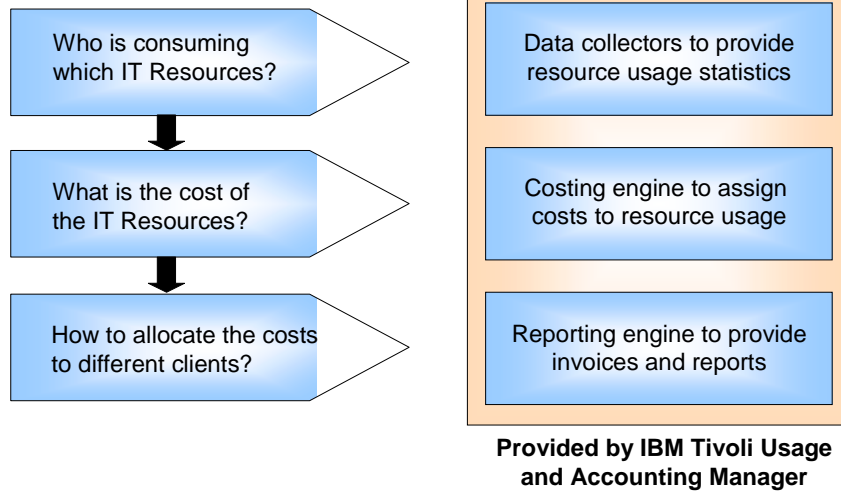 Who is consuming
which IT Resources?
Data collectors to provide
resource usage statistics
What is the cost of
the IT Resources?
Costing engine to assign
costs to resource usage
How to allocate the costs
to different clients?
Reporting engine to provide
invoices and reports
Provided by IBM Tivoli Usage
and Accounting Manager